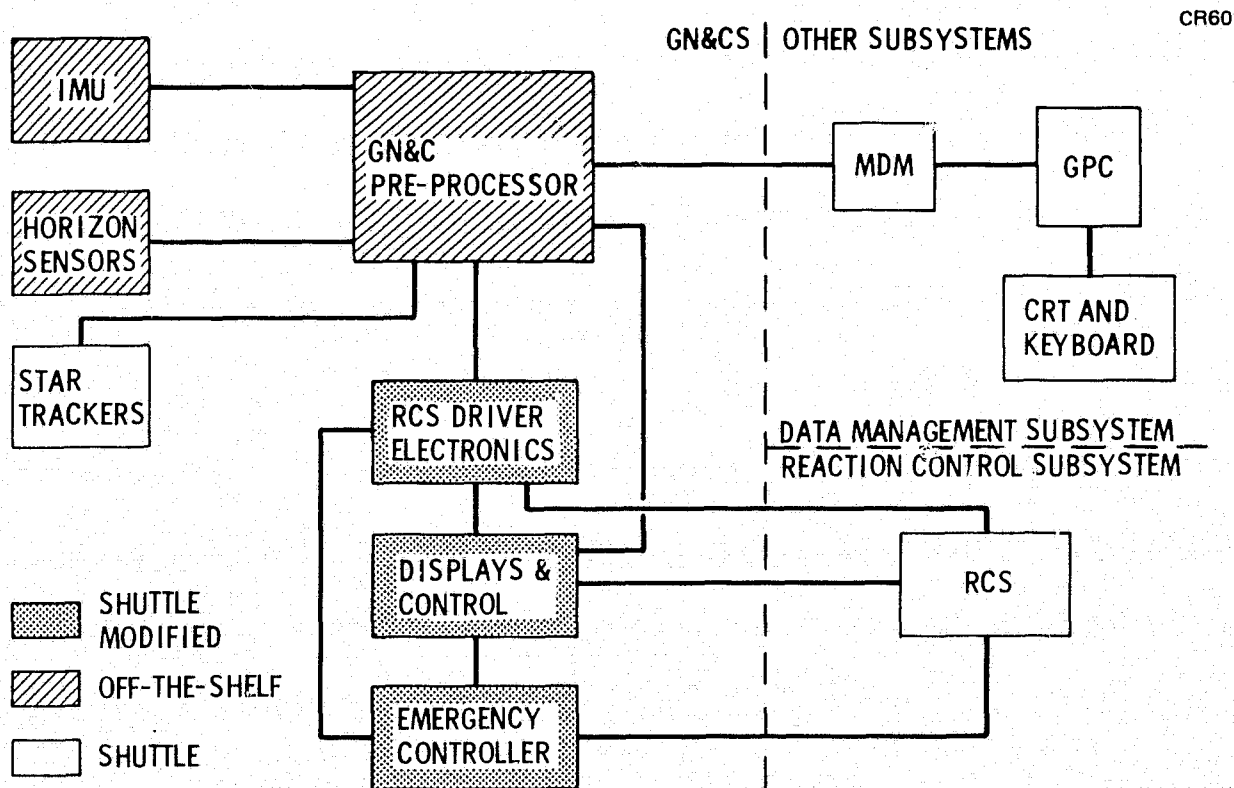 CR60
GN&CS | OTHER SUBSYSTEMS
IMU
GN&C
PRE-PROCESSOR
MDM
GPC
HORIZON
SENSORS
CRT AND
KEYBOARD
STAR
TRACKERS
RCS DRIVER
ELECTRONICS
DATA MANAGEMENT SUBSYSTEM
REACTION CONTROL SUBSYSTEM
DISPLAYS &
CONTROL
RCS
SHUTTLE
MODIFIED
OFF-THE-SHELF
EMERGENCY
CONTROLLER
SHUTTLE